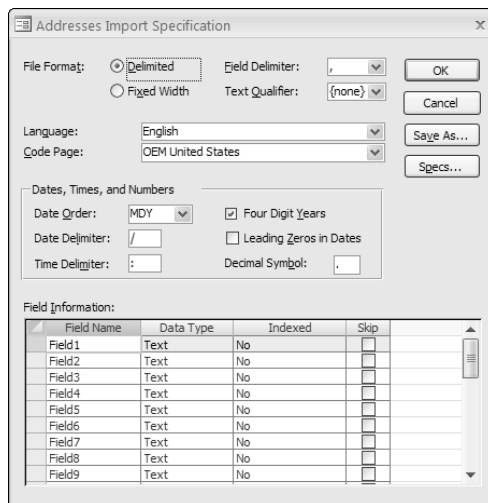 Addresses Import Specification x
File Format: Delimited Field Delimiter: , OK
Fixed Width Text Qualifier: {none} Cancel
Language: English Save As...
Code Page: OEM United States Specs...
Dates, Times, and Numbers
Date Order: MDY Four Digit Years
Date Delimiter: / Leading Zeros in Dates
Time Delimiter: : Decimal Symbol: .
Field Information:
Field Name Data Type Indexed Skip
Field1 Text No
Field2 Text No
Field3 Text No
Field4 Text No
Field5 Text No
Field6 Text No
Field7 Text No
Field8 Text No
Field9 Text No